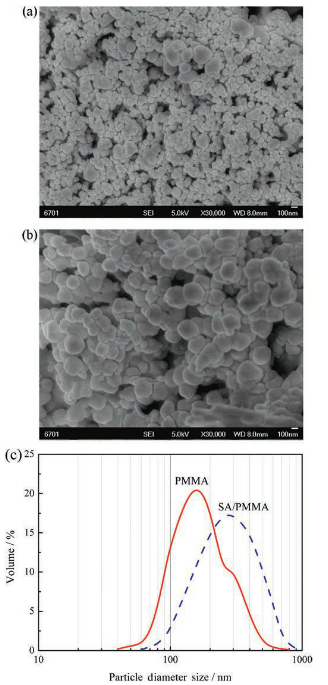 (a)
6701 SEI 5.0kV X30,000 WD 8.0mm 100nm
(b)
6701 SEI 5.0kV X30,000 WD 8.0mm 100nm
(c)
25
20
15
10
5
0
Volume / %
PMMA
SA/PMMA
10 100 1000
Particle diameter size / nm